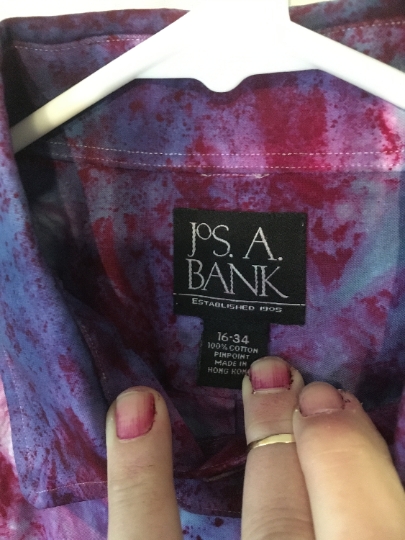 JOS. A.
BANK
ESTABLISHED 1905
16-34
100% COTTON
PINPOINT
MADE IN
HONG KONG